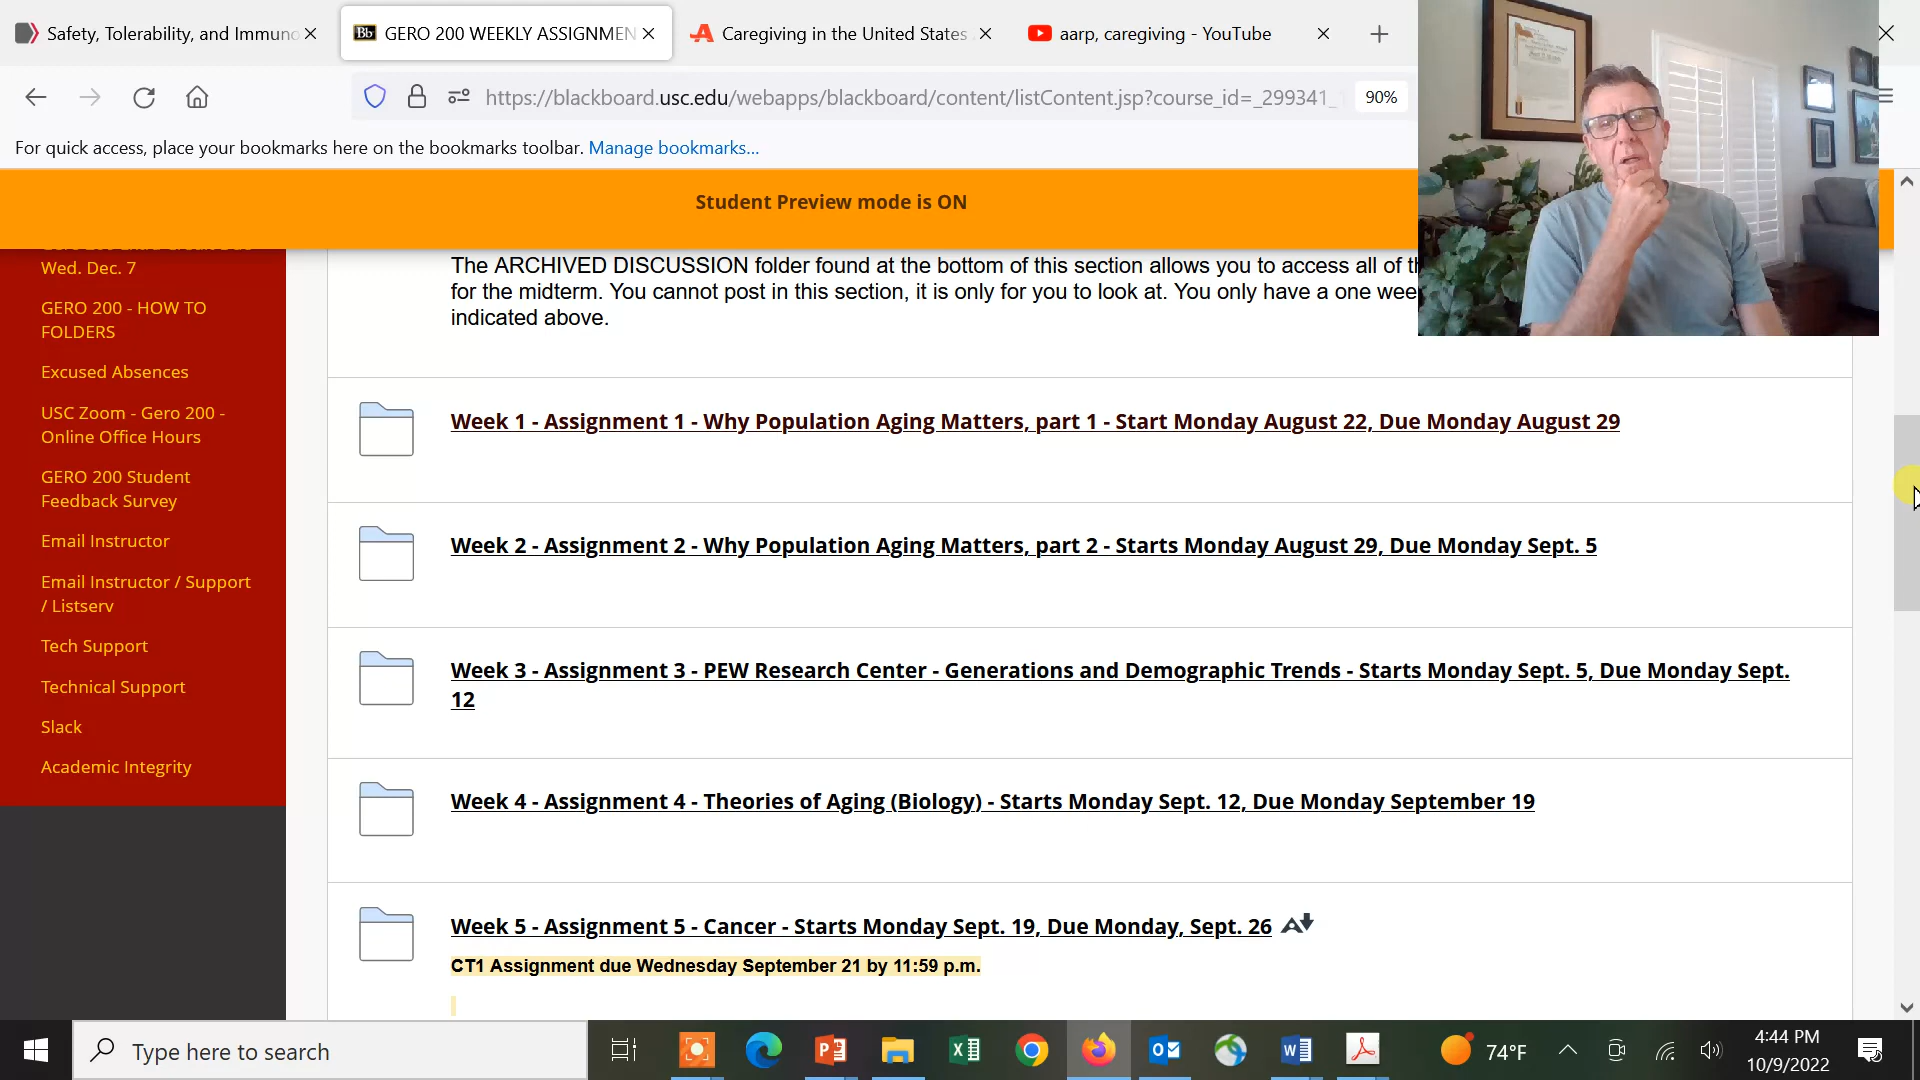 Safety, Tolerability, and Immuno
GERO 200 WEEKLY ASSIGNMEN
Caregiving in the United States
aarp, caregiving - YouTube
https://blackboard.usc.edu/webapps/blackboard/content/listContent.jsp?course_id=_299341_
90%
For quick access, place your bookmarks here on the bookmarks toolbar. Manage bookmarks...
Student Preview mode is ON
Wed. Dec. 7
GERO 200 - HOW TO
FOLDERS
Excused Absences
USC Zoom - Gero 200 -
Online Office Hours
GERO 200 Student
Feedback Survey
Email Instructor
Email Instructor / Support
/ Listserv
Tech Support
Technical Support
Slack
Academic Integrity
The ARCHIVED DISCUSSION folder found at the bottom of this section allows you to access all of
for the midterm. You cannot post in this section, it is only for you to look at. You only have a one wee
indicated above.
Week 1 - Assignment 1 - Why Population Aging Matters, part 1 - Start Monday August 22, Due Monday August 29
Week 2 - Assignment 2 - Why Population Aging Matters, part 2 - Starts Monday August 29, Due Monday Sept. 5
Week 3 - Assignment 3 - PEW Research Center - Generations and Demographic Trends - Starts Monday Sept. 5, Due Monday Sept.
12
Week 4 - Assignment 4 - Theories of Aging (Biology) - Starts Monday Sept. 12, Due Monday September 19
Week 5 - Assignment 5 - Cancer - Starts Monday Sept. 19, Due Monday, Sept. 26
CT1 Assignment due Wednesday September 21 by 11:59 p.m.
Type here to search
74°F
4:44 PM
10/9/2022